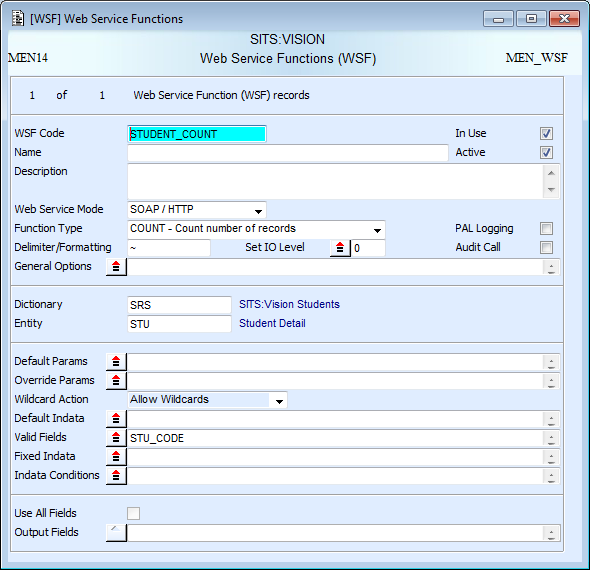 [WSF] Web Service Functions
SITS:VISION
MEN14 Web Service Functions (WSF) MEN_WSF
1 of 1 Web Service Function (WSF) records
WSF Code STUDENT_COUNT In Use
Name Active
Description
Web Service Mode SOAP / HTTP
Function Type COUNT - Count number of records PAL Logging
Delimiter/Formatting ~ Set IO Level 0 Audit Call
General Options
Dictionary SRS SITS:Vision Students
Entity STU Student Detail
Default Params
Override Params
Wildcard Action Allow Wildcards
Default Indata
Valid Fields STU_CODE
Fixed Indata
Indata Conditions
Use All Fields
Output Fields